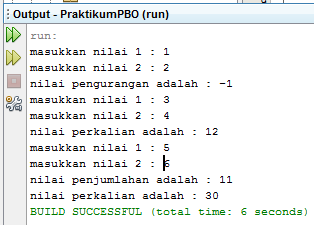 Output - PraktikumPBO (run)
run:
masukkan nilai 1 : 1
masukkan nilai 2 : 2
nilai pengurangan adalah : -1
masukkan nilai 1 : 3
masukkan nilai 2 : 4
nilai perkalian adalah : 12
masukkan nilai 1 : 5
masukkan nilai 2 : 6
nilai penjumlahan adalah : 11
nilai perkalian adalah : 30
BUILD SUCCESSFUL (total time: 6 seconds)